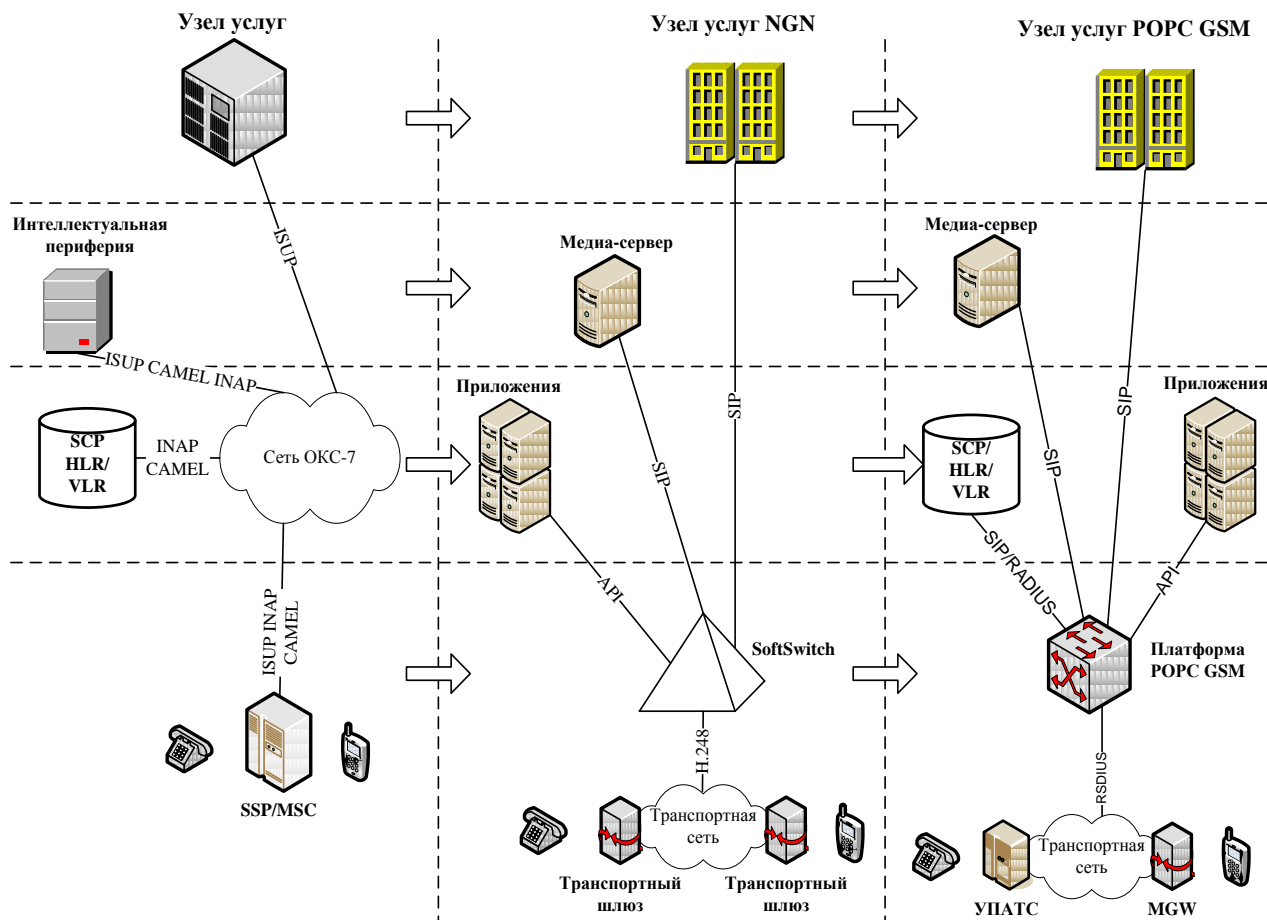 Узел услуг
Узел услуг NGN
Узел услуг РОРС GSM
Интеллектуальная
периферия
ISUP
Медиа-сервер
Медиа-сервер
ISUP CAMEL INAP
SCP
HLR/
VLR
INAP
CAMEL
Сеть ОКС-7
Приложения
SIP
SIP
SCP/
HLR/
VLR
SIP
SIP
Приложения
ISUP INAP
CAMEL
API
SIP/RADIUS
API
SoftSwitch
Платформа
РОРС GSM
SSP/MSC
H.248
RSDIUS
Транспортная
сеть
Транспортный
шлюз
Транспортный
шлюз
Транспортная
сеть
УПАТС
MGW